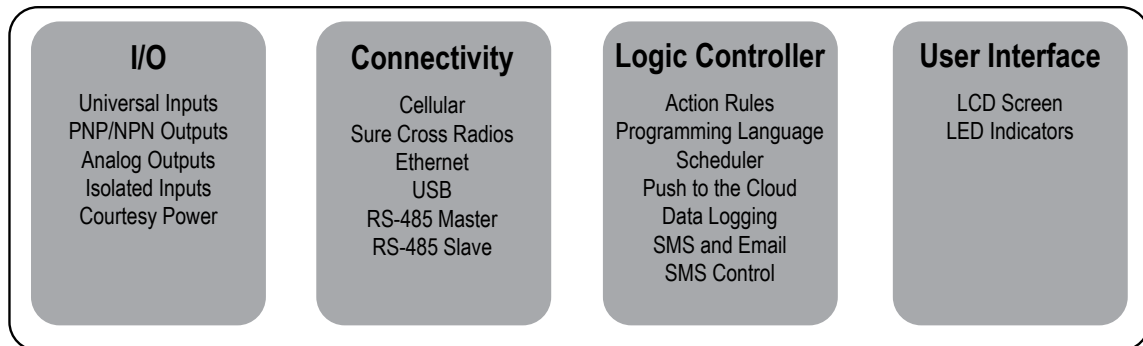 I/O
Universal Inputs
PNP/NPN Outputs
Analog Outputs
Isolated Inputs
Courtesy Power
Connectivity
Cellular
Sure Cross Radios
Ethernet
USB
RS-485 Master
RS-485 Slave
Logic Controller
Action Rules
Programming Language
Scheduler
Push to the Cloud
Data Logging
SMS and Email
SMS Control
User Interface
LCD Screen
LED Indicators